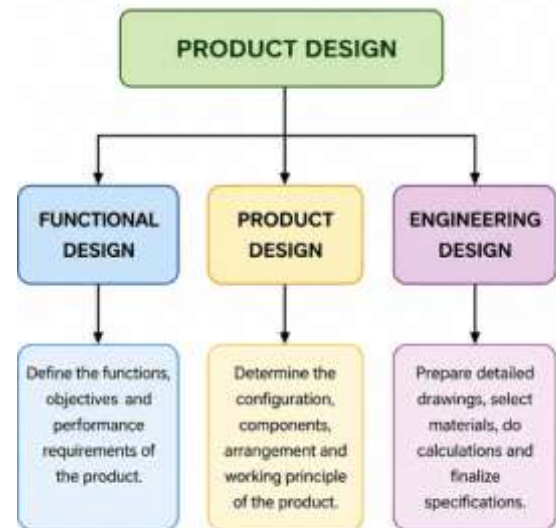 PRODUCT DESIGN
FUNCTIONAL
DESIGN
PRODUCT
DESIGN
ENGINEERING
DESIGN
Define the functions,
objectives and
performance
requirements of
the product.
Determine the
configuration,
components,
arrangement and
working principle
of the product.
Prepare detailed
drawings, select
materials, do
calculations and
finalize
specifications.